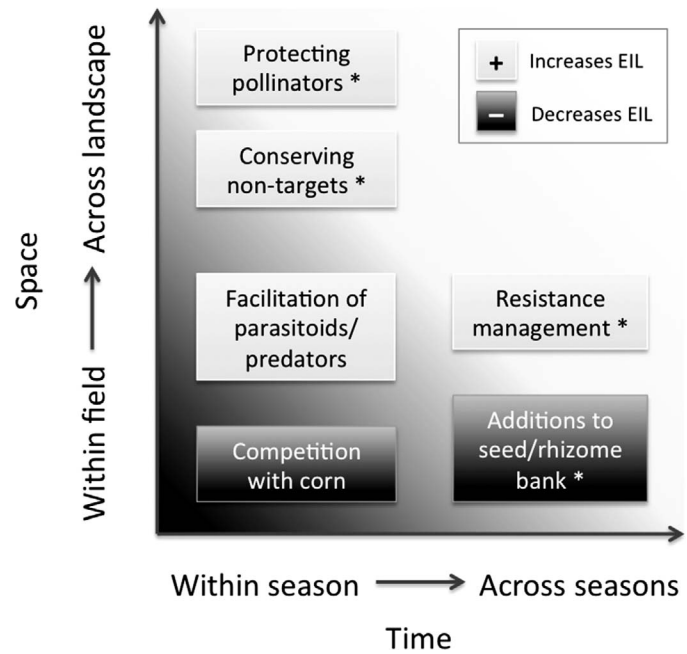 Protecting
pollinators *
+ Increases EIL
− Decreases EIL
Conserving
non-targets *
Facilitation of
parasitoids/
predators
Resistance
management *
Competition
with corn
Additions to
seed/rhizome
bank *
Space
Within field
Across landscape
Within season
Across seasons
Time